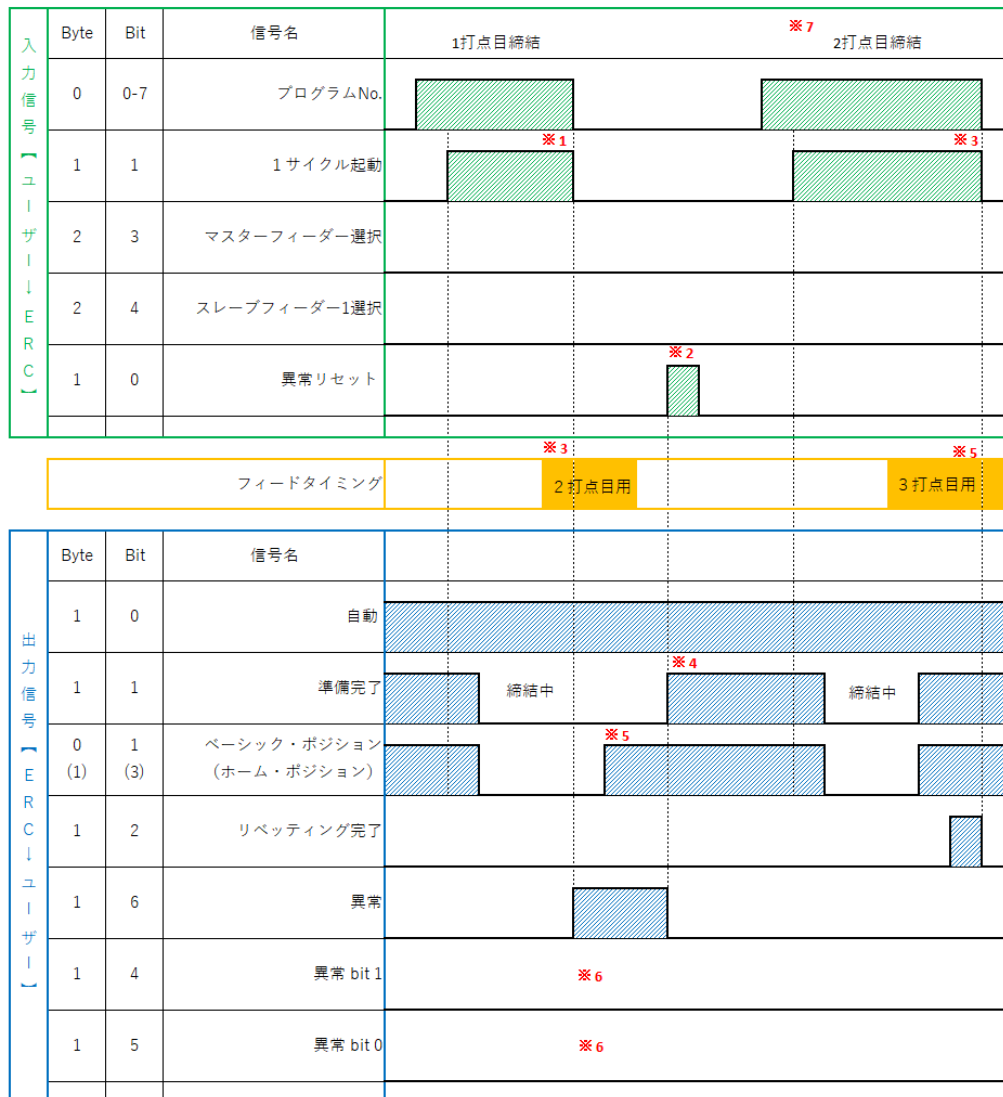 入力信号【ユーザー→ERC】
Byte Bit 信号名
1打点目締結 ※7 2打点目締結
0 0-7 プログラムNo.
※1 ※3
1 1 1サイクル起動
2 3 マスターフィーダー選択
2 4 スレーブフィーダー1選択
※2
1 0 異常リセット
※3 ※5
フィードタイミング 2打点目用 3打点目用
出力信号【ERC→ユーザー】
Byte Bit 信号名
1 0 自動
※4
1 1 準備完了 締結中 締結中
0 1 ベーシック・ポジション ※5
(1) (3) (ホーム・ポジション)
1 2 リベッティング完了
1 6 異常
1 4 異常 bit 1 ※6
1 5 異常 bit 0 ※6